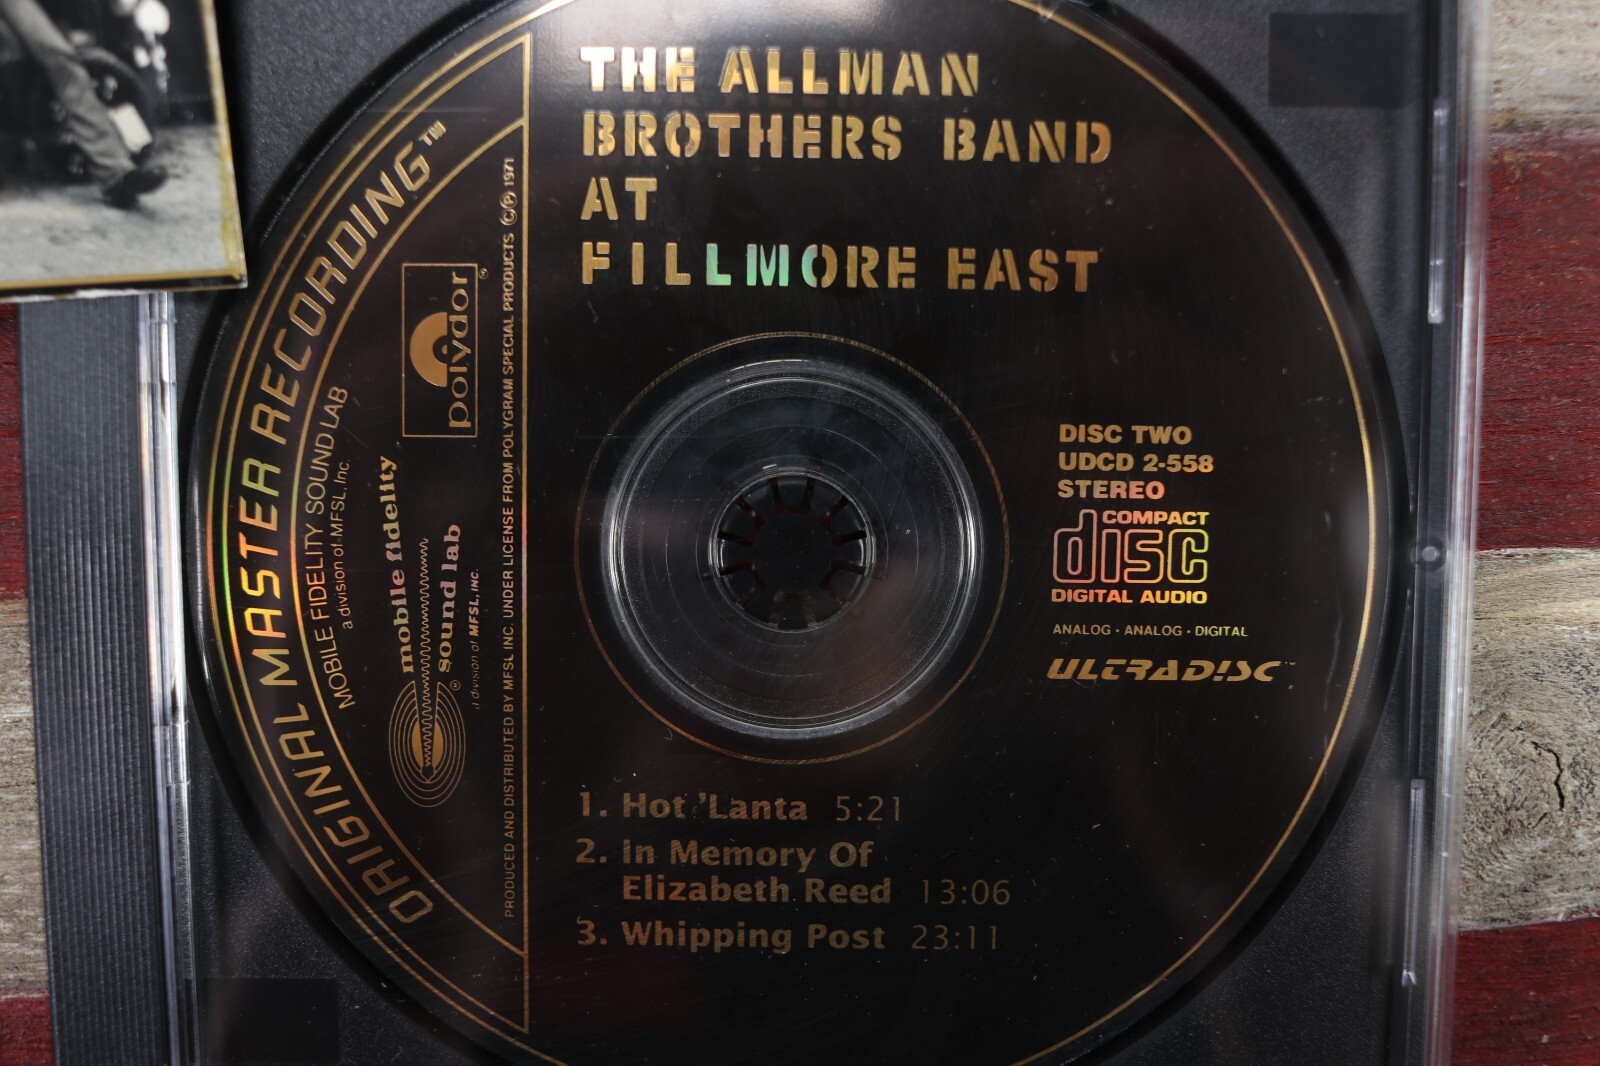 THE ALLMAN
BROTHERS BAND
AT
FILLMORE EAST
ORIGINAL MASTER RECORDING™
MOBILE FIDELITY SOUND LAB
a division of MFSL, Inc.
polydor®
mobile fidelity
sound lab®
a division of MFSL, INC.
PRODUCED AND DISTRIBUTED BY MFSL INC. UNDER LICENSE FROM POLYGRAM SPECIAL PRODUCTS ©℗ 1971
DISC TWO
UDCD 2-558
STEREO
COMPACT
disc
DIGITAL AUDIO
ANALOG · ANALOG · DIGITAL
ULTRADISC™
1. Hot 'Lanta 5:21
2. In Memory Of
Elizabeth Reed 13:06
3. Whipping Post 23:11